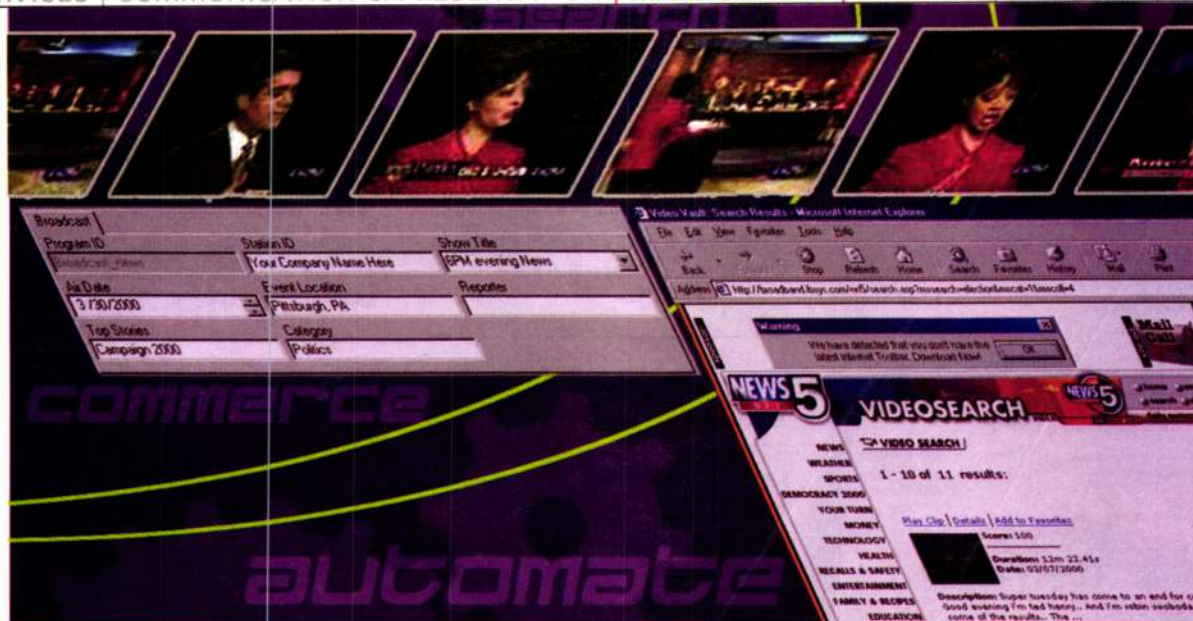 search
Broadcast
Program ID
Station ID
Show Title
Broadcast_news
Your Company Name Here
6PM evening News
Air Date
Event Location
Reporter
3/30/2000
Pittsburgh, PA
Top Stories
Category
Campaign 2000
Politics
Video Vault: Search Results - Microsoft Internet Explorer
File Edit View Favorites Tools Help
Back Stop Refresh Home Search Favorites History Mail Print
Address
Warning
We have detected that you don't have the
latest Internet Toolbar. Download Now!
OK
Mail
Call
commerce
NEWS 5
VIDEOSEARCH
NEWS 5
home
search
VIDEO SEARCH
1 - 10 of 11 results:
NEWS
WEATHER
SPORTS
DEMOCRACY 2000
YOUR TURN
MONEY
TECHNOLOGY
HEALTH
RECALLS & SAFETY
ENTERTAINMENT
FAMILY & RECIPES
EDUCATION
Play Clip | Details | Add to Favorites
Score: 100
Duration: 12m 22.41s
Date: 03/07/2000
Description: Super tuesday has come to an end for
Good evening I'm ted henry.. And I'm robin swoboda
some of the results.. The ...
automate